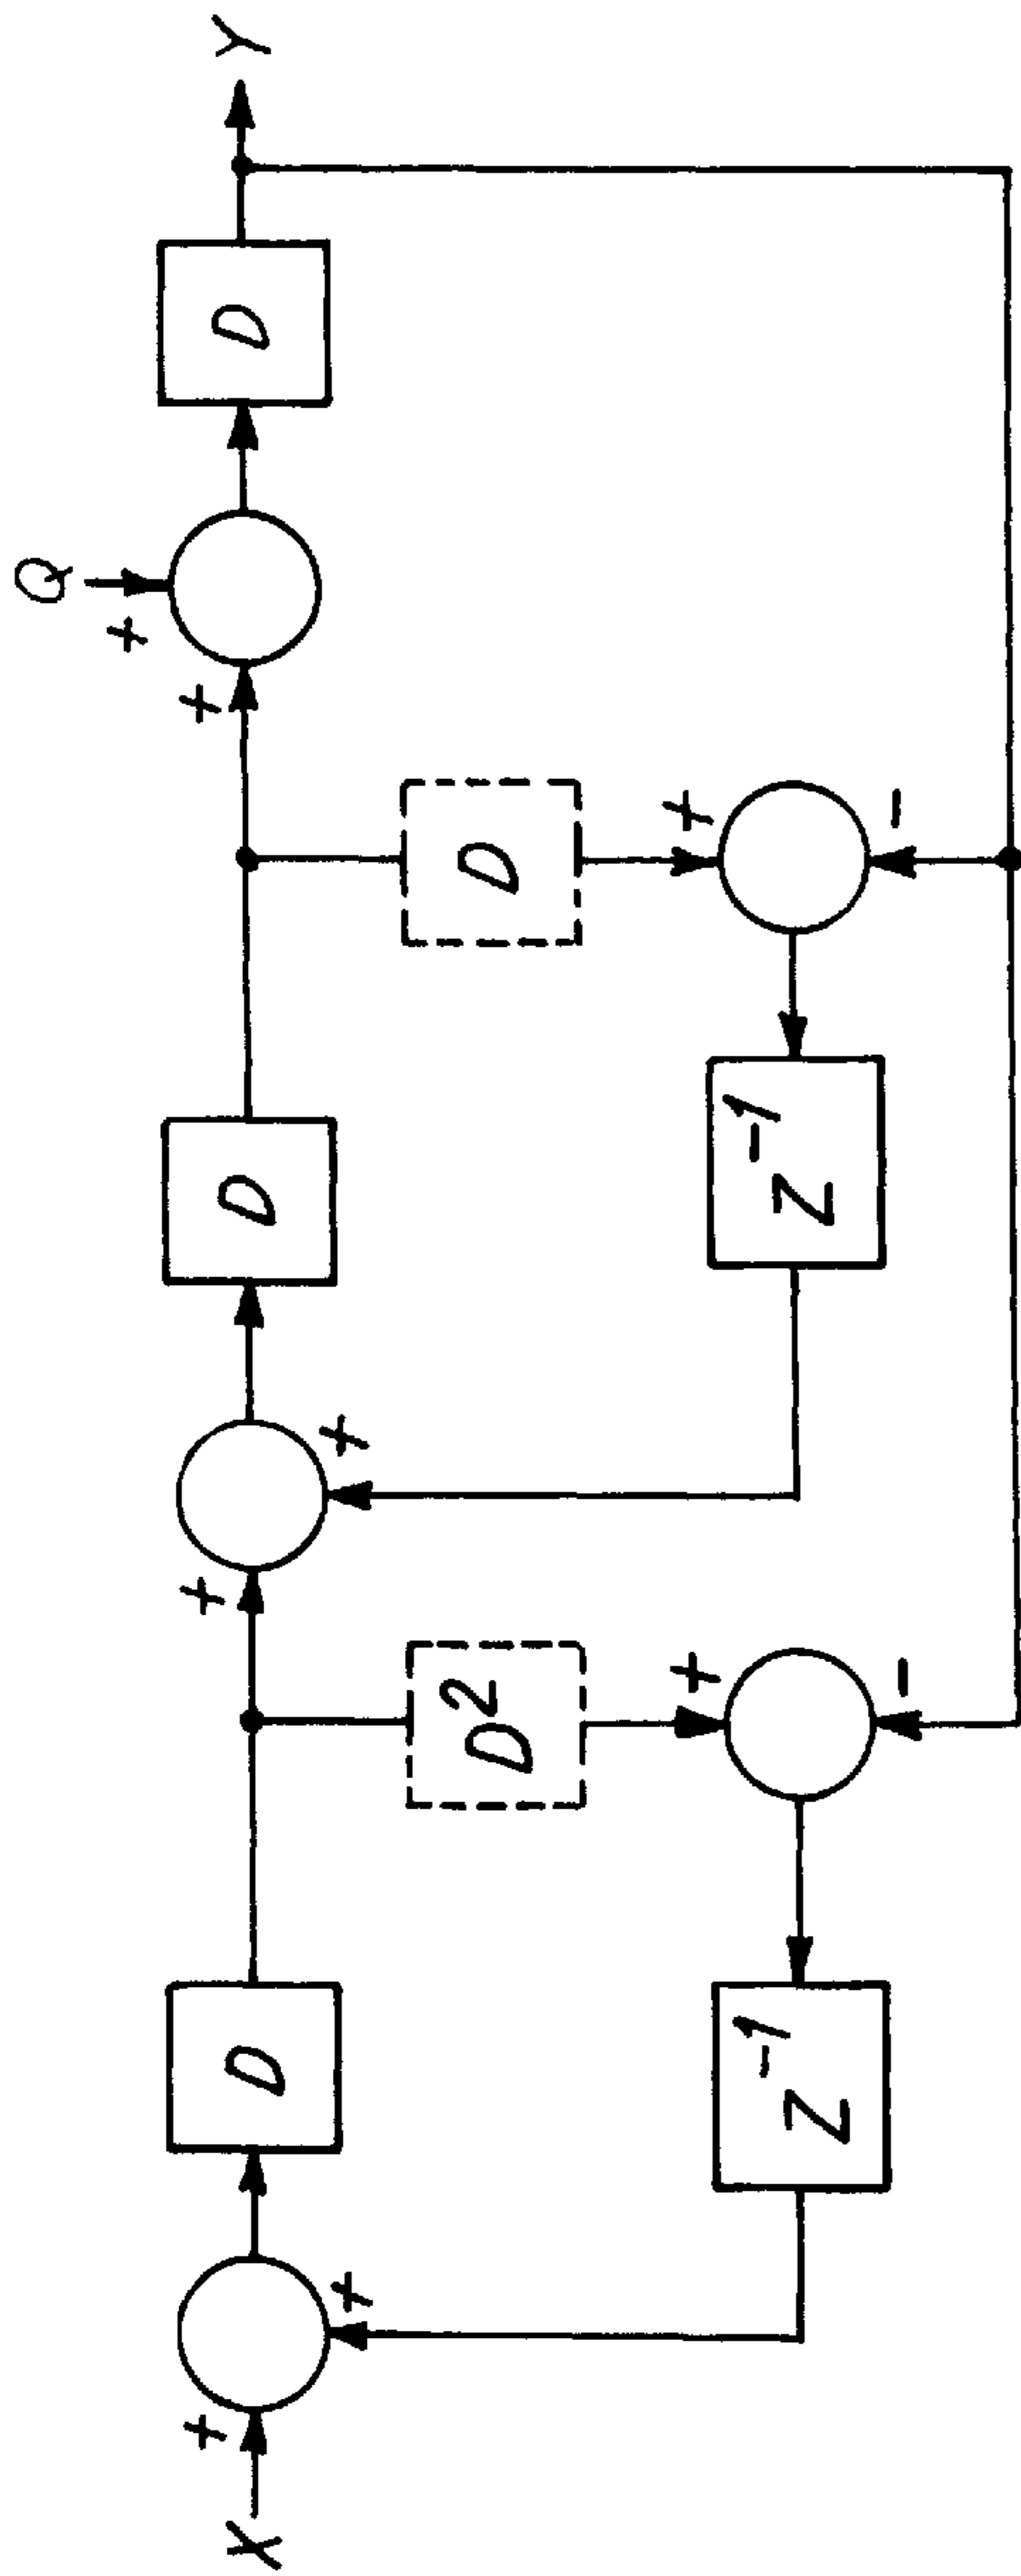 X
+
+
D
D²
+
-
Z⁻¹
+
+
D
D
+
-
Z⁻¹
+
+
Q
D
Y